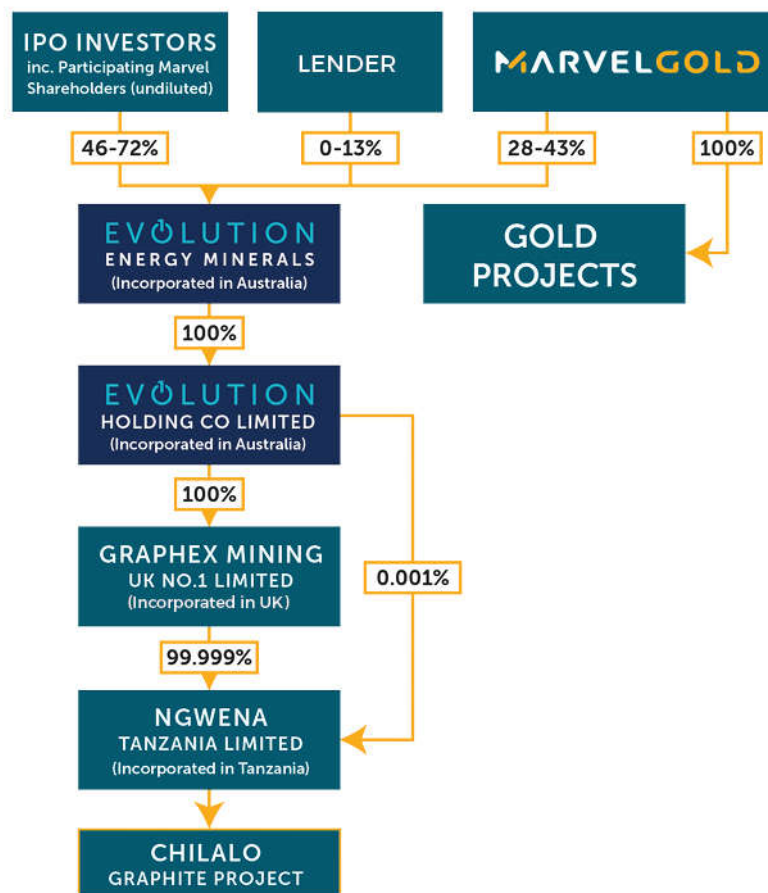 IPO INVESTORS
inc. Participating Marvel
Shareholders (undiluted)
LENDER
MARVELGOLD
46-72%
0-13%
28-43%
100%
EVOLUTION
ENERGY MINERALS
(Incorporated in Australia)
GOLD
PROJECTS
100%
EVOLUTION
HOLDING CO LIMITED
(Incorporated in Australia)
100%
GRAPHEX MINING
UK NO.1 LIMITED
(Incorporated in UK)
0.001%
99.999%
NGWENA
TANZANIA LIMITED
(Incorporated in Tanzania)
CHILALO
GRAPHITE PROJECT